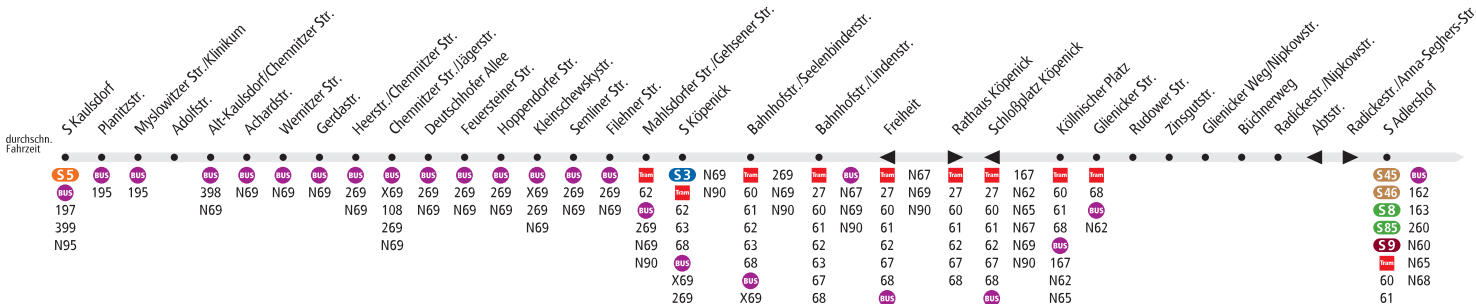 durchschn.
Fahrzeit
S Kaulsdorf
Planitzstr.
Myslowitzer Str./Klinikum
Adolfstr.
Alt-Kaulsdorf/Chemnitzer Str.
Achardstr.
Wernitzer Str.
Gerdastr.
Heerstr./Chemnitzer Str.
Chemnitzer Str./Jägerstr.
Deutschhofer Allee
Feuersteiner Str.
Hoppendorfer Str.
Kleinschewskystr.
Semliner Str.
Filehner Str.
Mahlsdorfer Str./Gehsener Str.
S Köpenick
Bahnhofstr./Seelenbinderstr.
Bahnhofstr./Lindenstr.
Freiheit
Rathaus Köpenick
Schloßplatz Köpenick
Köllnischer Platz
Glienicker Str.
Rudower Str.
Zinsgutstr.
Glienicker Weg/Nipkowstr.
Büchnerweg
Radickestr./Nipkowstr.
Abtstr.
Radickestr./Anna-Seghers-Str.
S Adlershof
S5
BUS
197
399
N95
BUS
195
BUS
195
BUS
398
N69
BUS
N69
BUS
N69
BUS
N69
BUS
269
N69
BUS
X69
108
269
N69
BUS
269
N69
BUS
269
N69
BUS
269
N69
BUS
X69
269
N69
BUS
269
N69
BUS
269
N69
Tram
62
BUS
269
N69
N90
S3
Tram
62
63
68
BUS
X69
269
N69
N90
Tram
60
61
62
63
68
BUS
X69
269
N69
N90
Tram
27
60
61
62
63
67
68
BUS
N67
N69
N90
Tram
27
60
61
62
67
68
BUS
N67
N69
N90
Tram
27
60
61
62
67
68
Tram
27
60
61
62
67
68
BUS
167
N62
N65
N67
N69
N90
Tram
60
61
68
BUS
167
N62
N65
Tram
68
BUS
N62
S45
S46
S8
S85
S9
Tram
60
61
BUS
162
163
260
N60
N65
N68